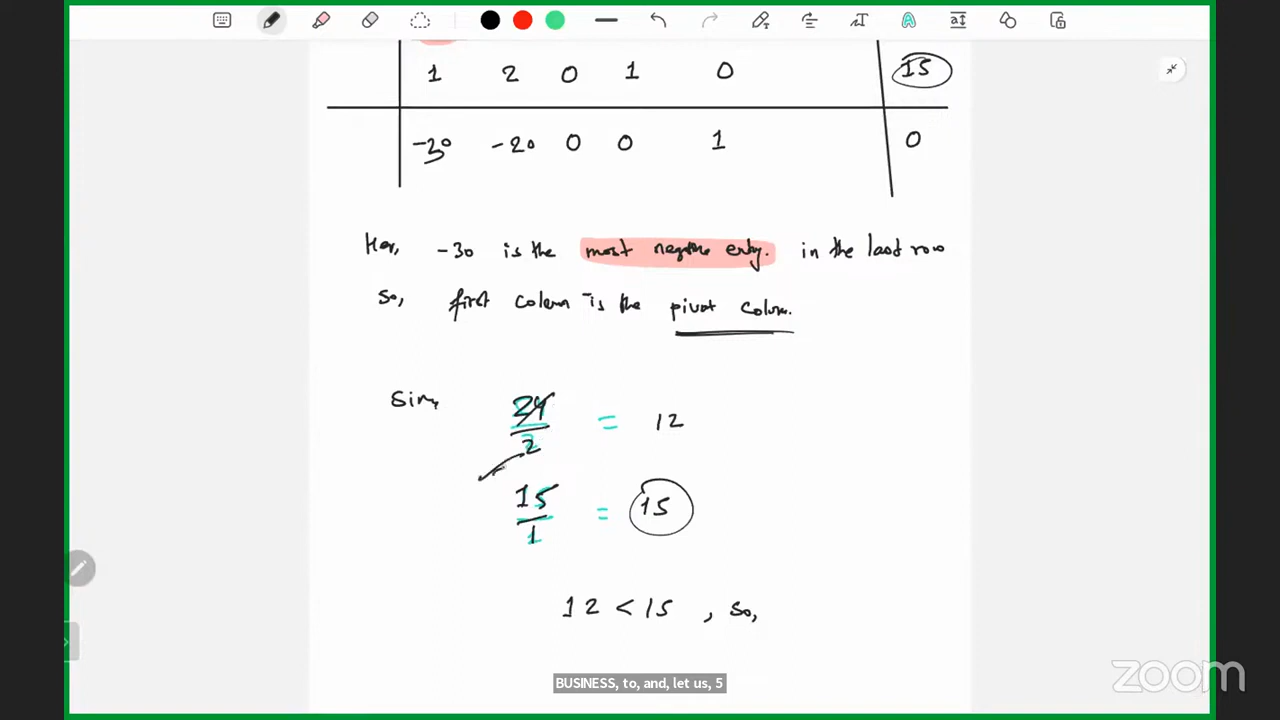 1 2 0 1 0 15
-30 -20 0 0 1 0
Her, -30 is the most negative entry. in the last row
So, first column is the pivot column.
Sin,
24/2 = 12
15/1 = 15
12 < 15 , so,
BUSINESS, to, and, let us, 5
zoom